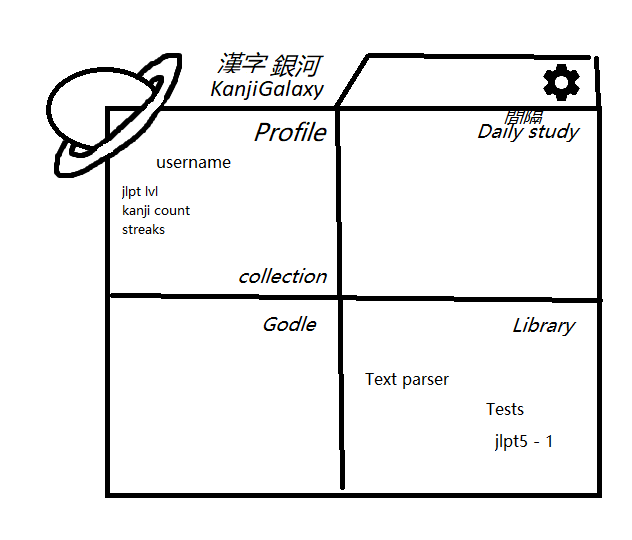 漢字 銀河
KanjiGalaxy
Profile
username
jlpt lvl
kanji count
streaks
collection
間隔
Daily study
Godle
Library
Text parser
Tests
jlpt5 - 1